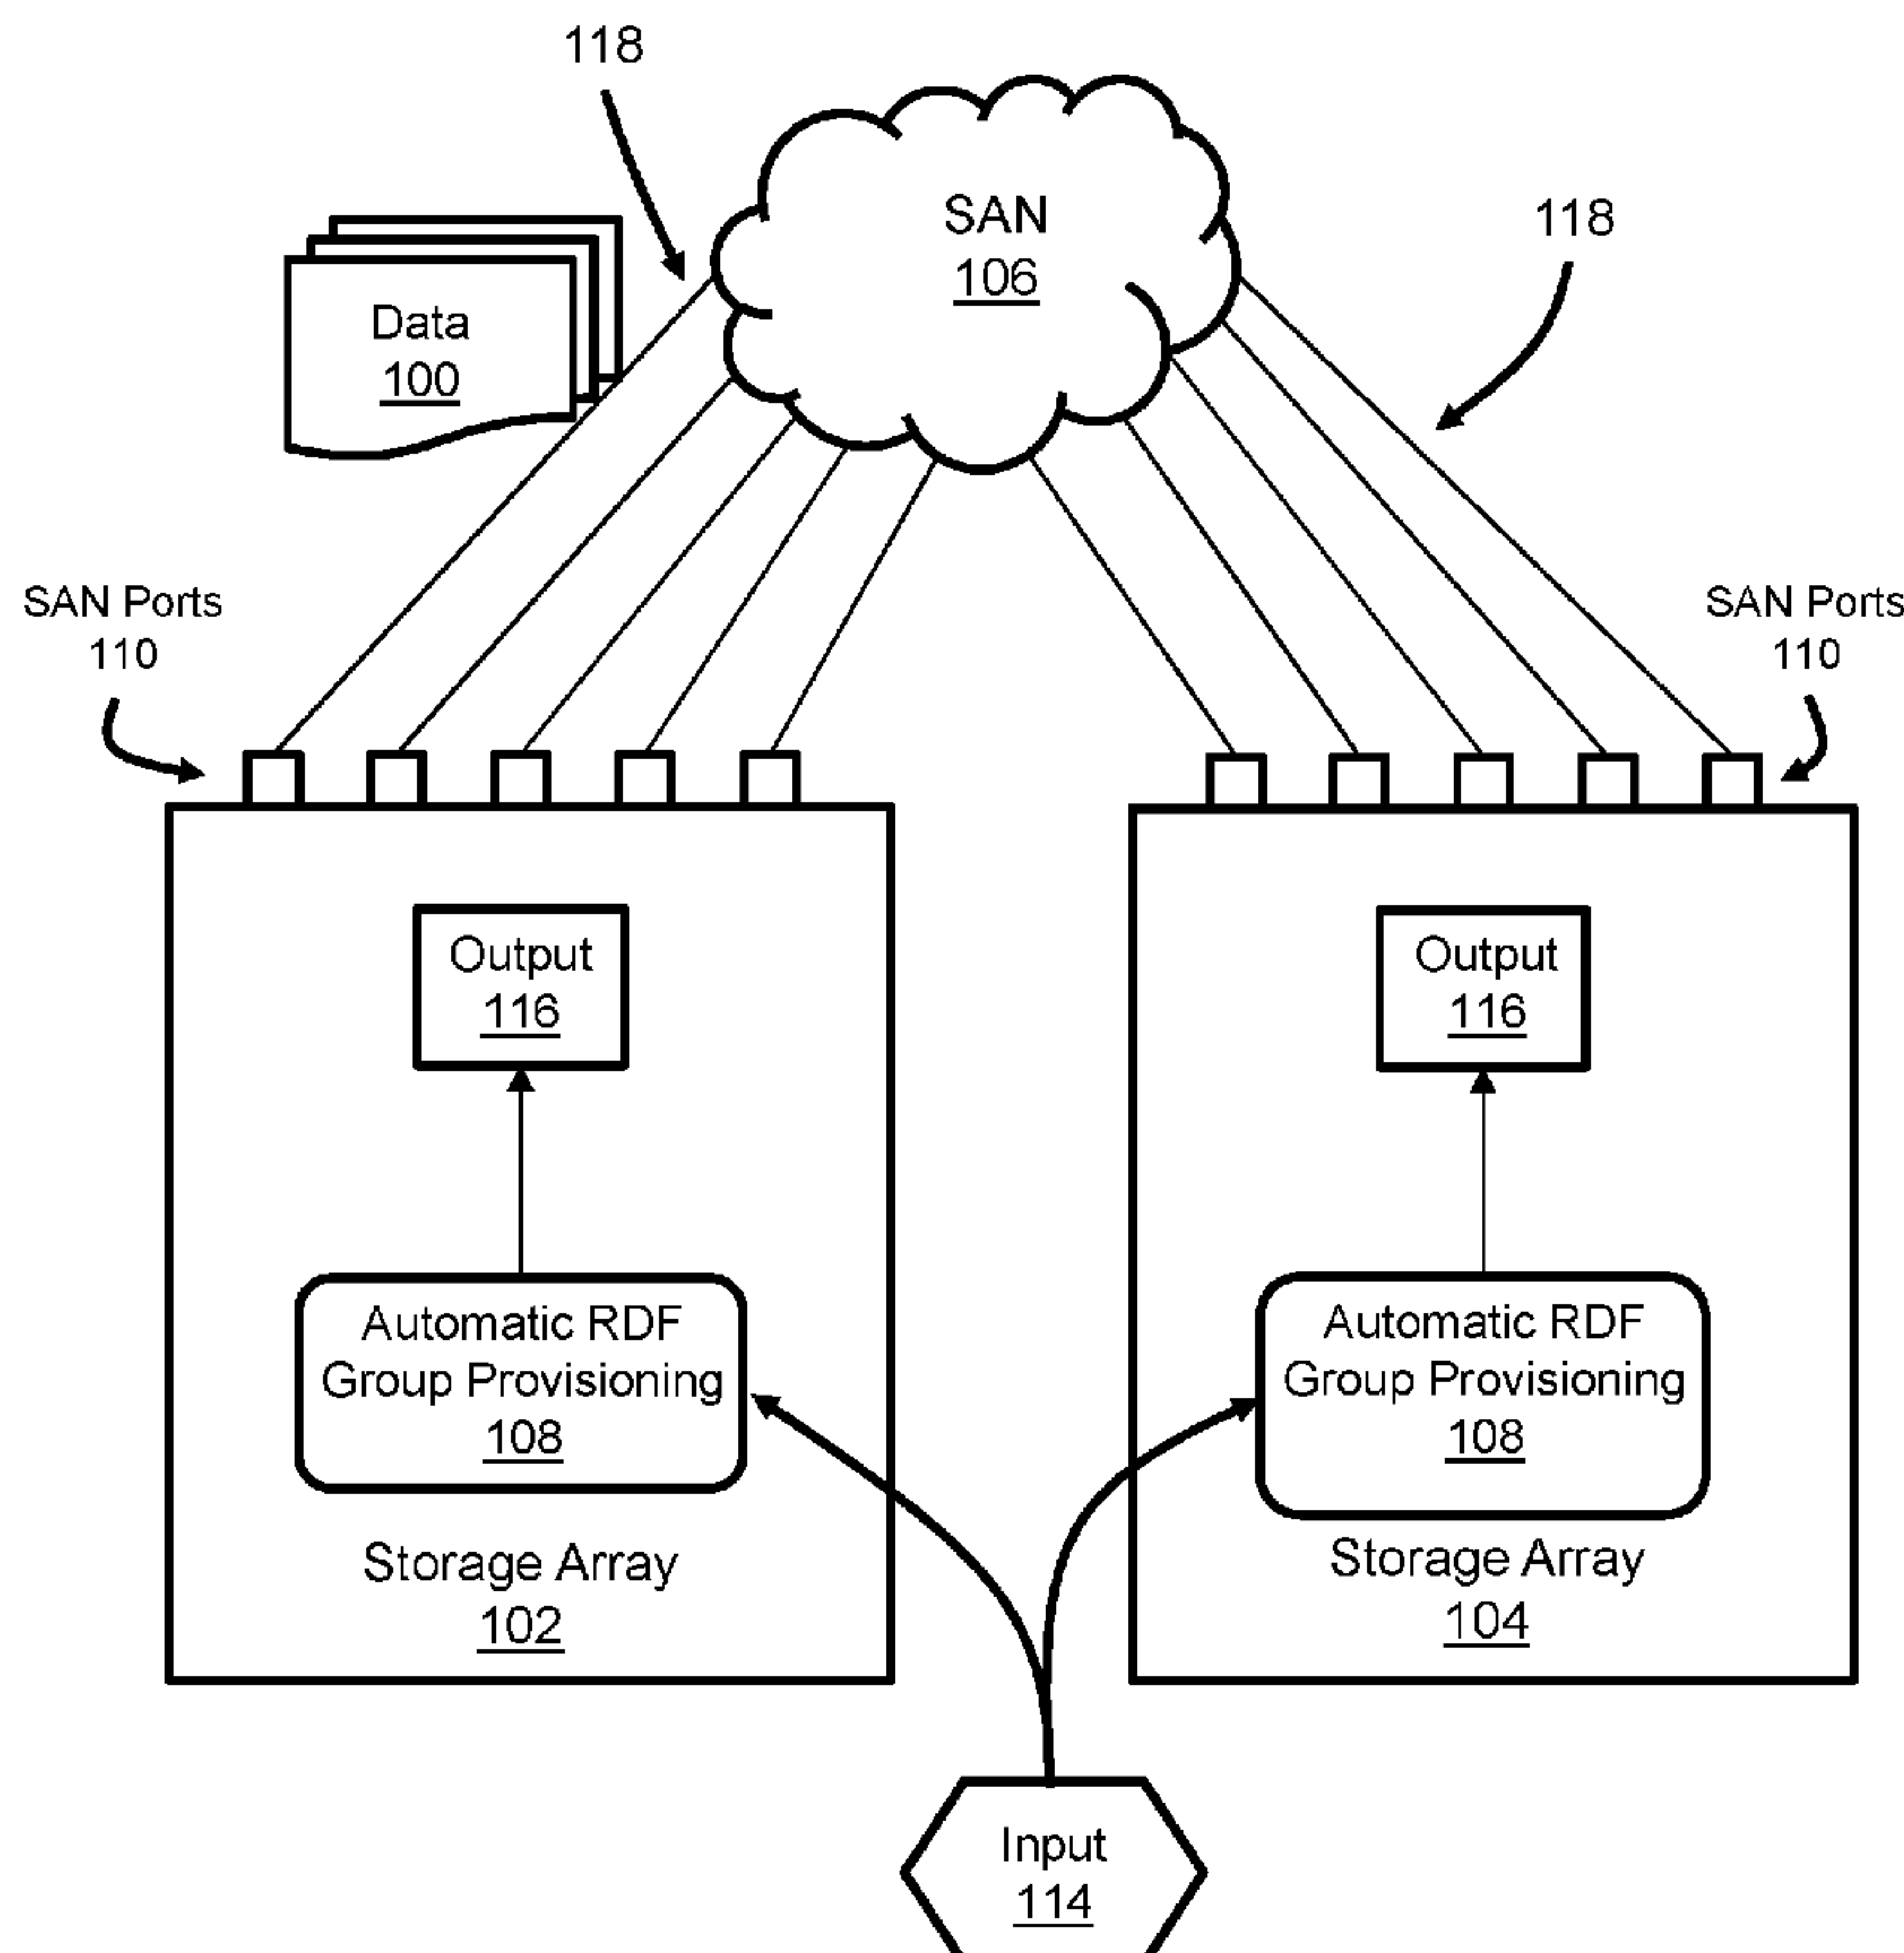 118
SAN
106
118
Data
100
SAN Ports
110
SAN Ports
110
Output
116
Output
116
Automatic RDF
Group Provisioning
108
Automatic RDF
Group Provisioning
108
Storage Array
102
Storage Array
104
Input
114